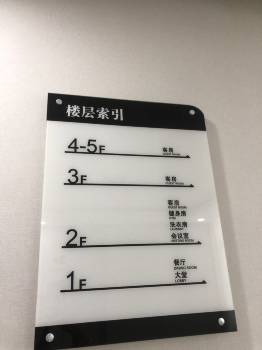 楼层索引
4-5F
客房
GUEST ROOM
3F
客房
GUEST ROOM
2F
客房
GUEST ROOM
健身房
GYM
洗衣房
LAUNDRY
会议室
MEETING ROOM
1F
餐厅
DINING ROOM
大堂
LOBBY